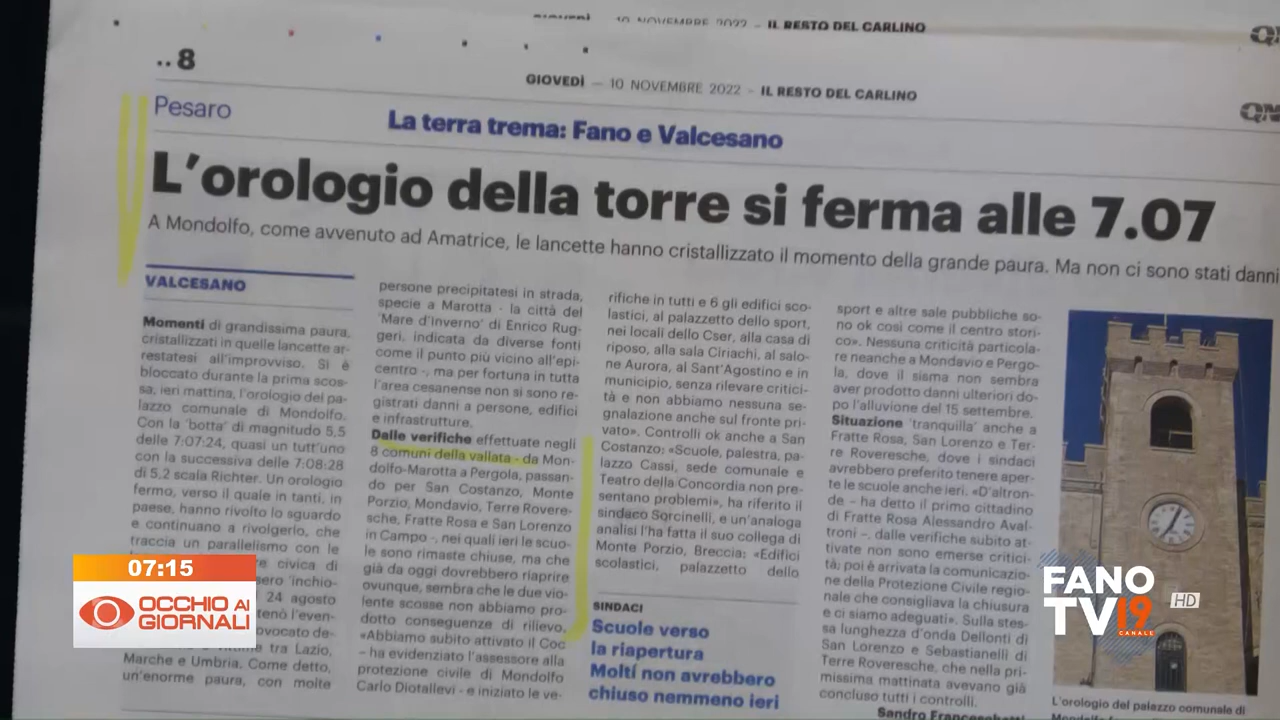 GIOVEDÌ — 10 NOVEMBRE 2022 – IL RESTO DEL CARLINO
.. 8
GIOVEDÌ — 10 NOVEMBRE 2022 – IL RESTO DEL CARLINO
Pesaro
La terra trema: Fano e Valcesano
L'orologio della torre si ferma alle 7.07
A Mondolfo, come avvenuto ad Amatrice, le lancette hanno cristallizzato il momento della grande paura. Ma non ci sono stati danni
VALCESANO
Momenti di grandissima paura,
cristallizzati in quelle lancette ar-
restatesi all'improvviso. Si è
bloccato durante la prima scos-
sa, ieri mattina, l'orologio del pa-
lazzo comunale di Mondolfo.
Con la 'botta' di magnitudo 5,5
delle 7:07:24, quasi un tutt'uno
con la successiva delle 7:08:28
di 5.2 scala Richter. Un orologio
fermo, verso il quale in tanti, in
paese, hanno rivolto lo sguardo
e continuano a rivolgerlo, che
traccia un parallelismo con le
civica di
'inchio-
24 agosto
l'even-
de-
tra Lazio,
Marche e Umbria. Come detto,
un'enorme paura, con molte
persone precipitatesi in strada,
specie a Marotta - la città del
'Mare d'Inverno' di Enrico Rug-
geri, indicata da diverse fonti
come il punto più vicino all'epi-
centro -, ma per fortuna in tutta
l'area cesanense non si sono re-
gistrati danni a persone, edifici
e infrastrutture.
Dalle verifiche effettuate negli
8 comuni della vallata - da Mon-
dolfo-Marotta a Pergola, passan-
do per San Costanzo, Monte
Porzio, Mondavio, Terre Rovere-
sche, Fratte Rosa e San Lorenzo
in Campo -, nei quali ieri le scuo-
le sono rimaste chiuse, ma che
già da oggi dovrebbero riaprire
ovunque, sembra che le due vio-
lente scosse non abbiamo pro-
dotto conseguenze di rilievo.
«Abbiamo subito attivato il Coc
– ha evidenziato l'assessore alla
protezione civile di Mondolfo
Carlo Diotallevi - e iniziato le ve-
rifiche in tutti e 6 gli edifici sco-
lastici, al palazzetto dello sport,
nei locali dello Cser, alla casa di
riposo, alla sala Ciriachi, al salo-
ne Aurora, al Sant'Agostino e in
municipio, senza rilevare critici-
tà e non abbiamo nessuna se-
gnalazione anche sul fronte pri-
vato». Controlli ok anche a San
Costanzo: «Scuole, palestra, pa-
lazzo Cassi, sede comunale e
Teatro della Concordia non pre-
sentano problemi», ha riferito il
sindaco Sorcinelli, e un'analoga
analisi l'ha fatta il suo collega di
Monte Porzio, Breccia: «Edifici
scolastici, palazzetto dello
SINDACI
Scuole verso
la riapertura
Molti non avrebbero
chiuso nemmeno ieri
sport e altre sale pubbliche so-
no ok così come il centro stori-
co». Nessuna criticità particola-
re neanche a Mondavio e Pergo-
la, dove il sisma non sembra
aver prodotto danni ulteriori do-
po l'alluvione del 15 settembre.
Situazione 'tranquilla' anche a
Fratte Rosa, San Lorenzo e Ter-
re Roveresche, dove i sindaci
avrebbero preferito tenere aper-
te le scuole anche ieri. «D'altron-
de – ha detto il primo cittadino
di Fratte Rosa Alessandro Aval-
troni –, dalle verifiche subito at-
tivate non sono emerse critici-
tà; poi è arrivata la comunicazio-
ne della Protezione Civile regio-
nale che consigliava la chiusura
e ci siamo adeguati». Sulla stes-
sa lunghezza d'onda Dellonti di
San Lorenzo e Sebastianelli di
Terre Roveresche, che nella pri-
missima mattinata avevano già
concluso tutti i controlli.
Sandro Franceschetti
L'orologio del palazzo comunale di
07:15
OCCHIO AI
GIORNALI
FANO
TV19
CANALE
HD